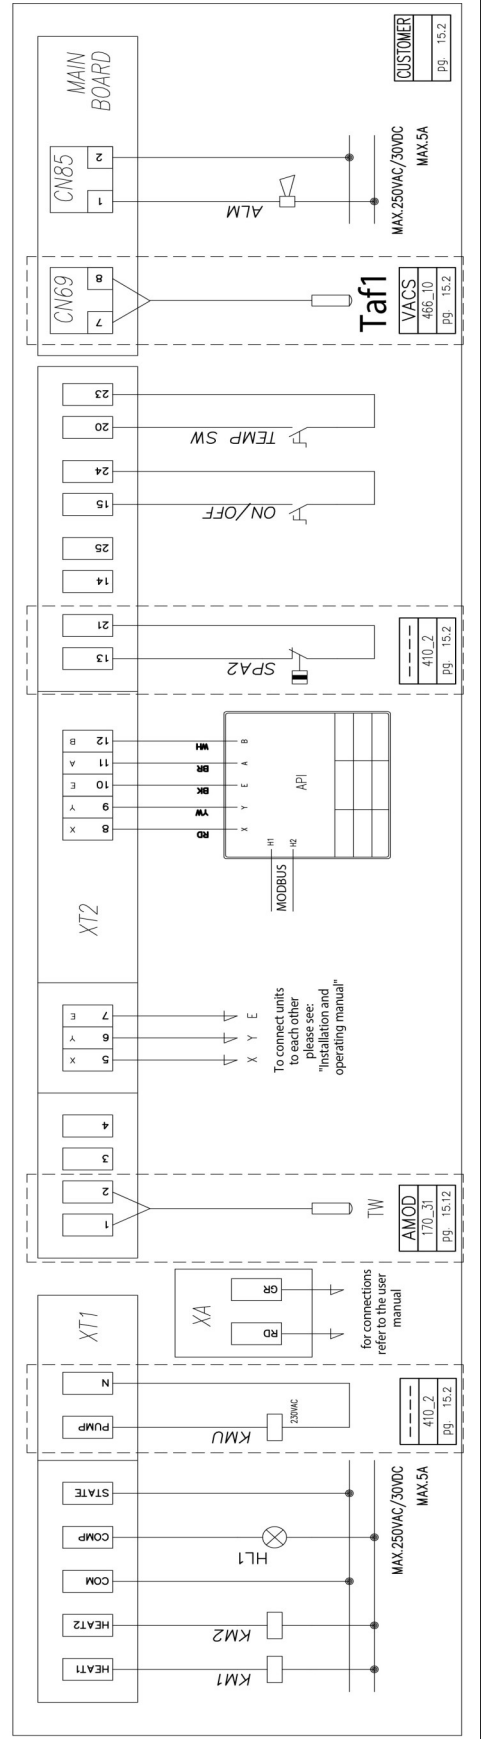 MAIN
BOARD
CUSTOMER
pg. 15.2
CN85
2
1
ALM
MAX.250VAC/30VDC
MAX.5A
CN69
8
7
Taf1
VACS
466_10
pg. 15.2
23
20
TEMP SW
24
15
ON/OFF
25
14
21
13
SPA2
410_2
pg. 15.2
B 12
A 11
E 10
Y 9
X 8
WH
BR
BK
YW
RD
B
A
E
Y
X
API
H1
H2
MODBUS
XT2
E 7
Y 6
X 5
E
Y
X
To connect units
to each other
please see:
"Installation and
operating manual"
4
3
2
1
TW
AMOD
170_31
pg. 15.12
XA
GR
RD
for connections
refer to the user
manual
XT1
N
PUMP
KMU
230VAC
410_2
pg. 15.2
STATE
COMP
COM
HEAT2
HEAT1
HL1
KM2
KM1
MAX.250VAC/30VDC
MAX.5A